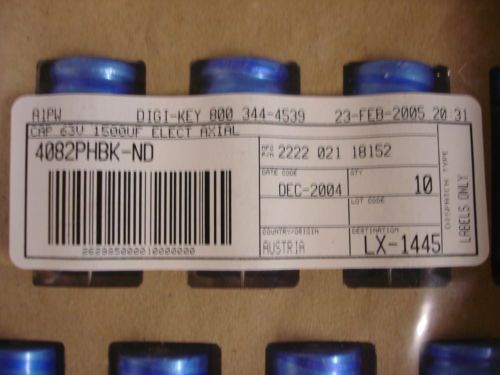 A1PW DIGI-KEY 800 344-4539 23-FEB-2005 20:31
CAP 63V 1500UF ELECT AXIAL
4082PHBK-ND
MFG P/N 2222 021 18152
DATE CODE
DEC-2004
QTY
10
LOT CODE
COUNTRY/ORIGIN
AUSTRIA
DESTINATION
LX-1445
DISPATCH TYPE
LABELS ONLY